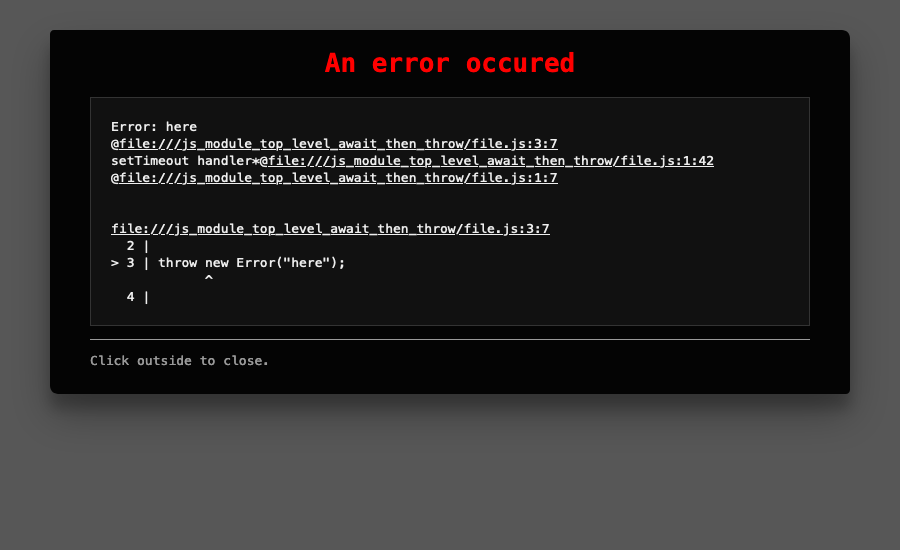 An error occured
Error: here
@file:///js_module_top_level_await_then_throw/file.js:3:7
setTimeout handler*@file:///js_module_top_level_await_then_throw/file.js:1:42
@file:///js_module_top_level_await_then_throw/file.js:1:7
file:///js_module_top_level_await_then_throw/file.js:3:7
  2 |
> 3 | throw new Error("here");
            ^
  4 |
Click outside to close.